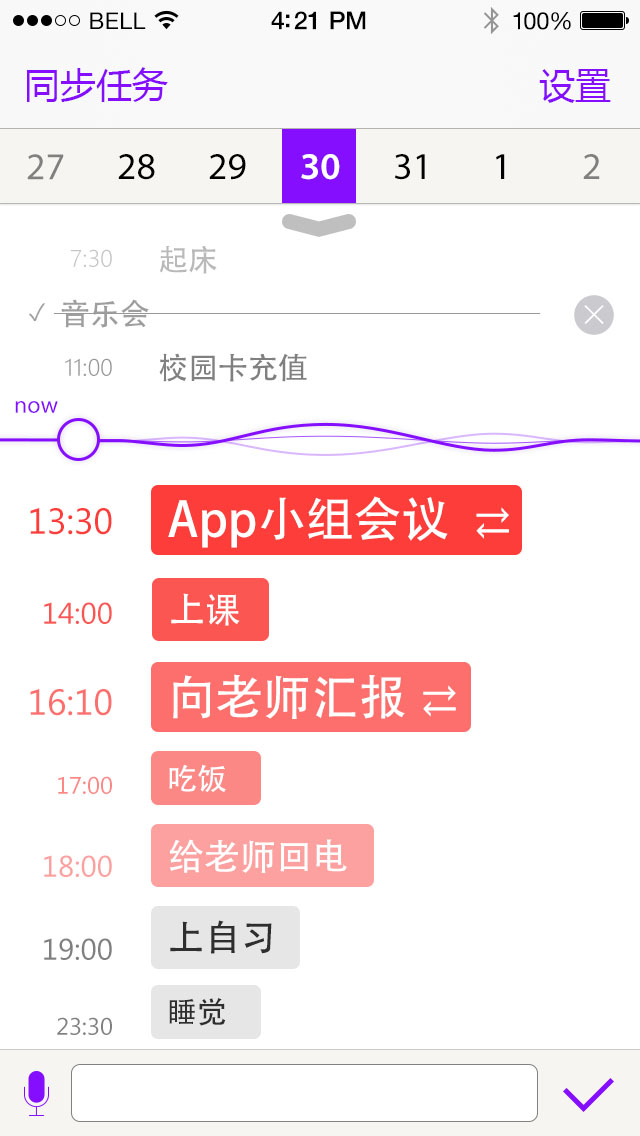 BELL 4:21 PM 100%
同步任务 设置
27 28 29 30 31 1 2
7:30 起床
音乐会
11:00 校园卡充值
now
13:30 App小组会议
14:00 上课
16:10 向老师汇报
17:00 吃饭
18:00 给老师回电
19:00 上自习
23:30 睡觉